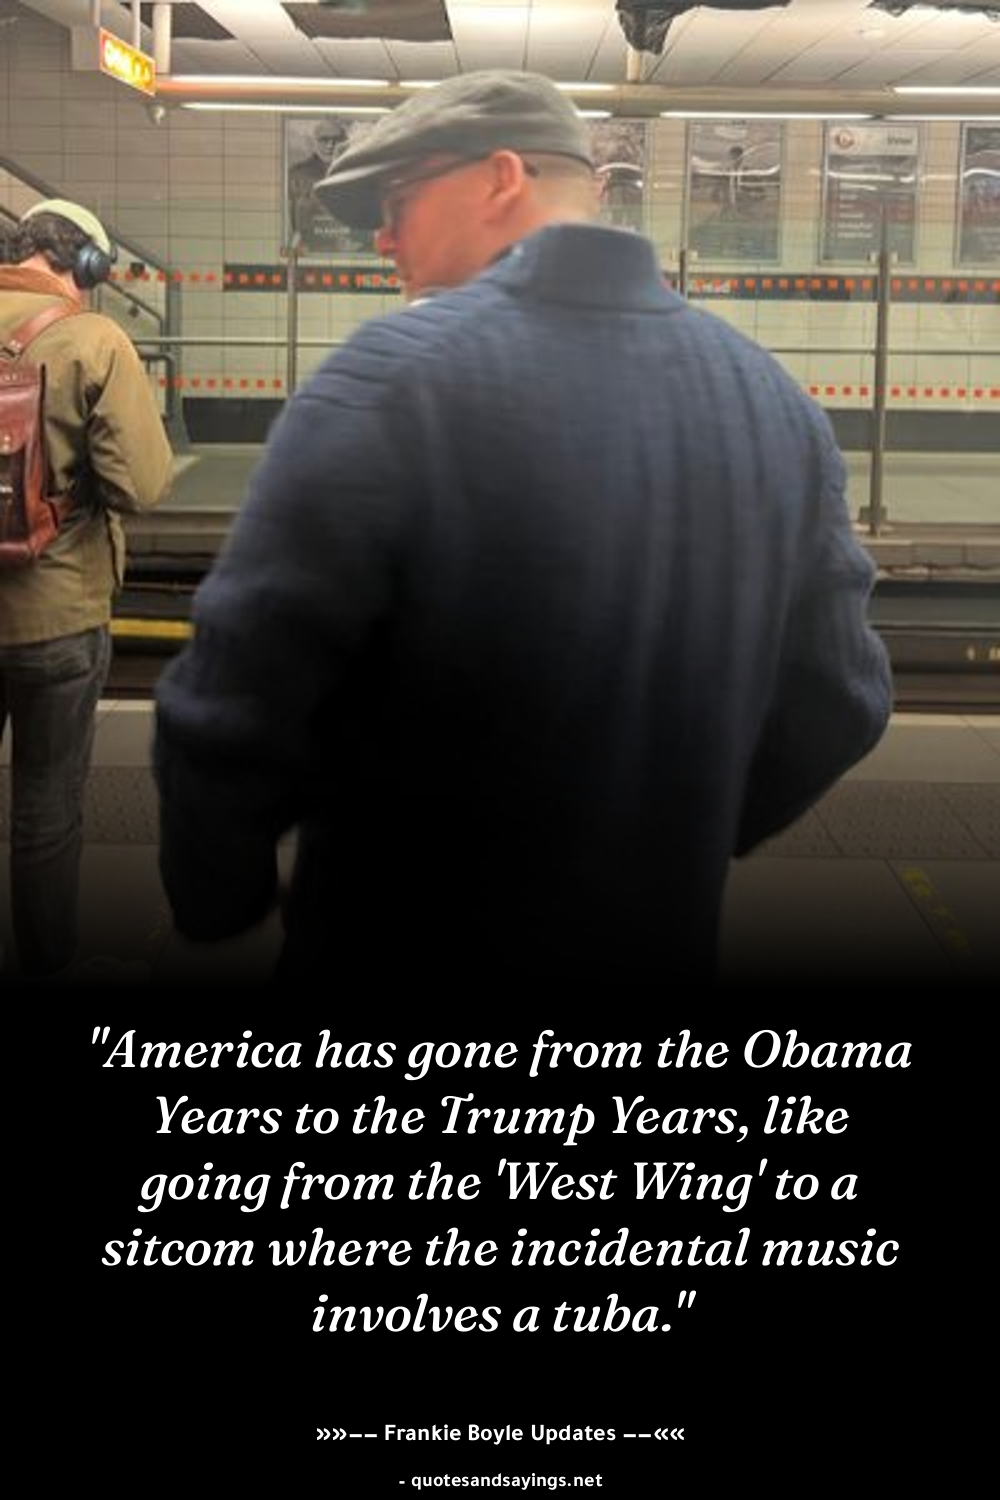 "America has gone from the Obama
Years to the Trump Years, like
going from the 'West Wing' to a
sitcom where the incidental music
involves a tuba."
»»–– Frankie Boyle Updates ––««
- quotesandsayings.net